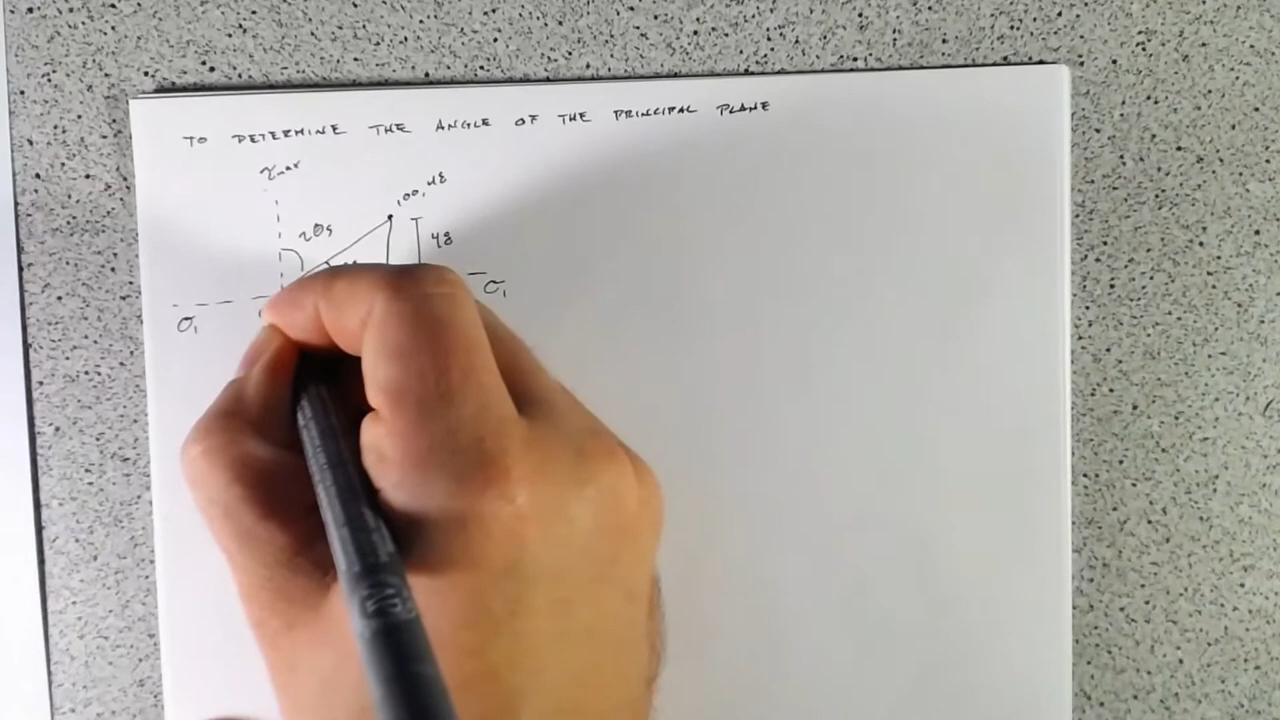 TO DETERMINE THE ANGLE OF THE PRINCIPAL PLANE
τmax
100,48
2θs
48
σ1
σ1